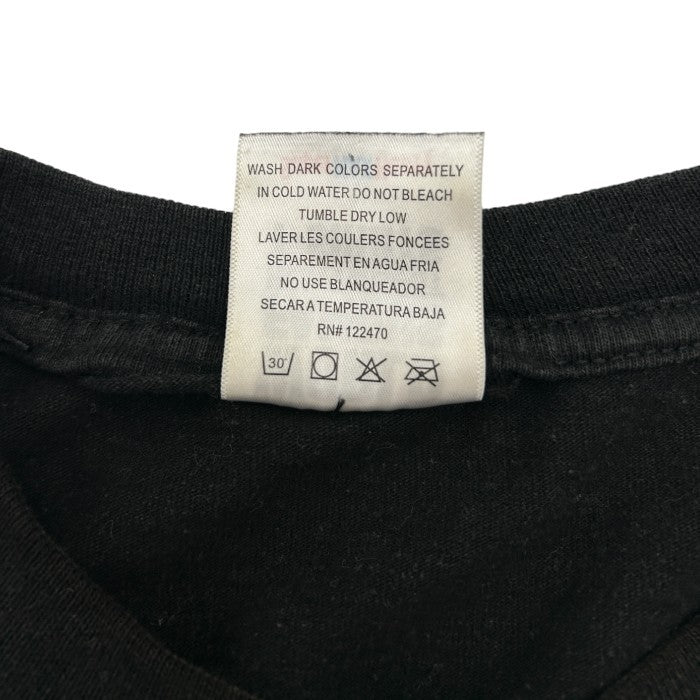 WASH DARK COLORS SEPARATELY
IN COLD WATER DO NOT BLEACH
TUMBLE DRY LOW
LAVER LES COULERS FONCEES
SEPAREMENT EN AGUA FRIA
NO USE BLANQUEADOR
SECAR A TEMPERATURA BAJA
RN# 122470
30°